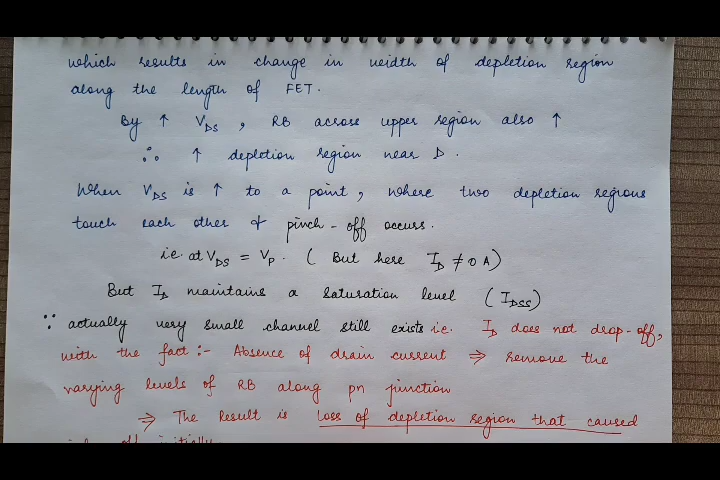 which results in change in width of depletion region
along the length of FET.
By ↑ VDS , RB across upper region also ↑
∴ ↑ depletion region near D.
When VDS is ↑ to a point, where two depletion regions
touch each other & pinch-off occurs.
i.e. at VDS = VP. ( But here ID ≠ 0 A)
But ID maintains a saturation level (IDSS)
∵ actually very small channel still exists i.e. ID does not drop-off,
with the fact :- Absence of drain current ⇒ remove the
varying levels of RB along pn junction
⇒ The Result is loss of depletion region that caused